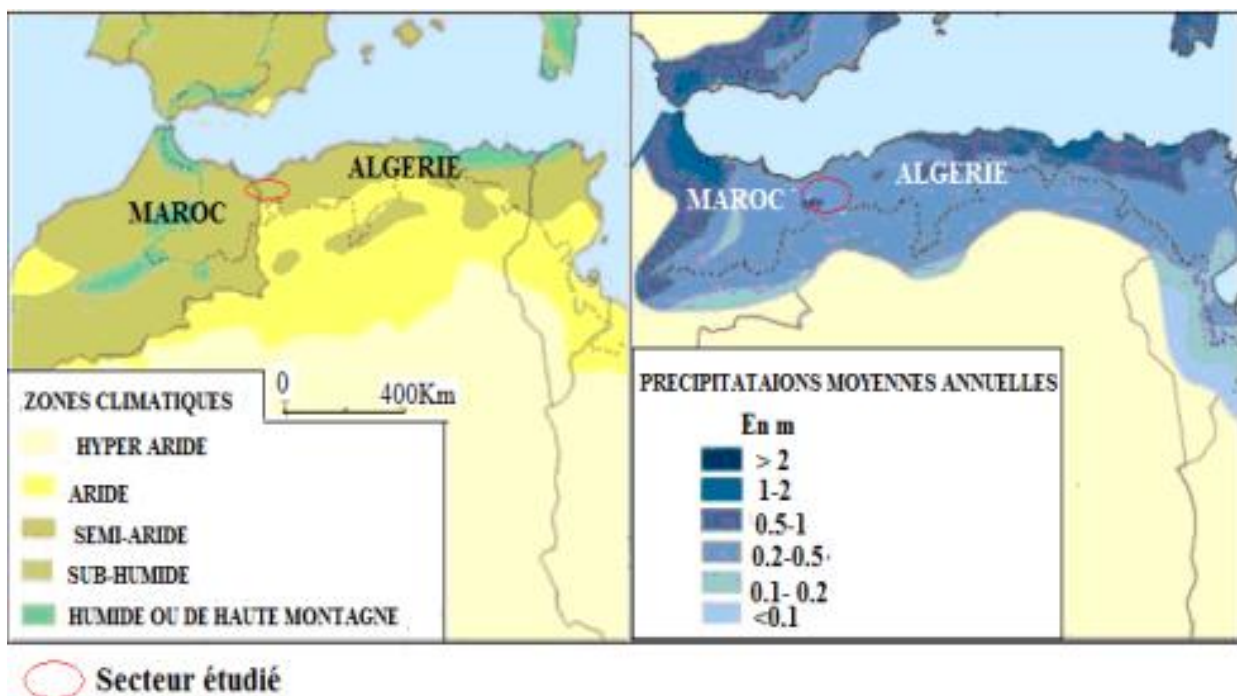 MAROC
ALGERIE
ZONES CLIMATIQUES
HYPER ARIDE
ARIDE
SEMI-ARIDE
SUB-HUMIDE
HUMIDE OU DE HAUTE MONTAGNE
0
400Km
MAROC
ALGERIE
PRECIPITATAIONS MOYENNES ANNUELLES
En m
> 2
1-2
0.5-1
0.2-0.5
0.1- 0.2
<0.1
Secteur étudié